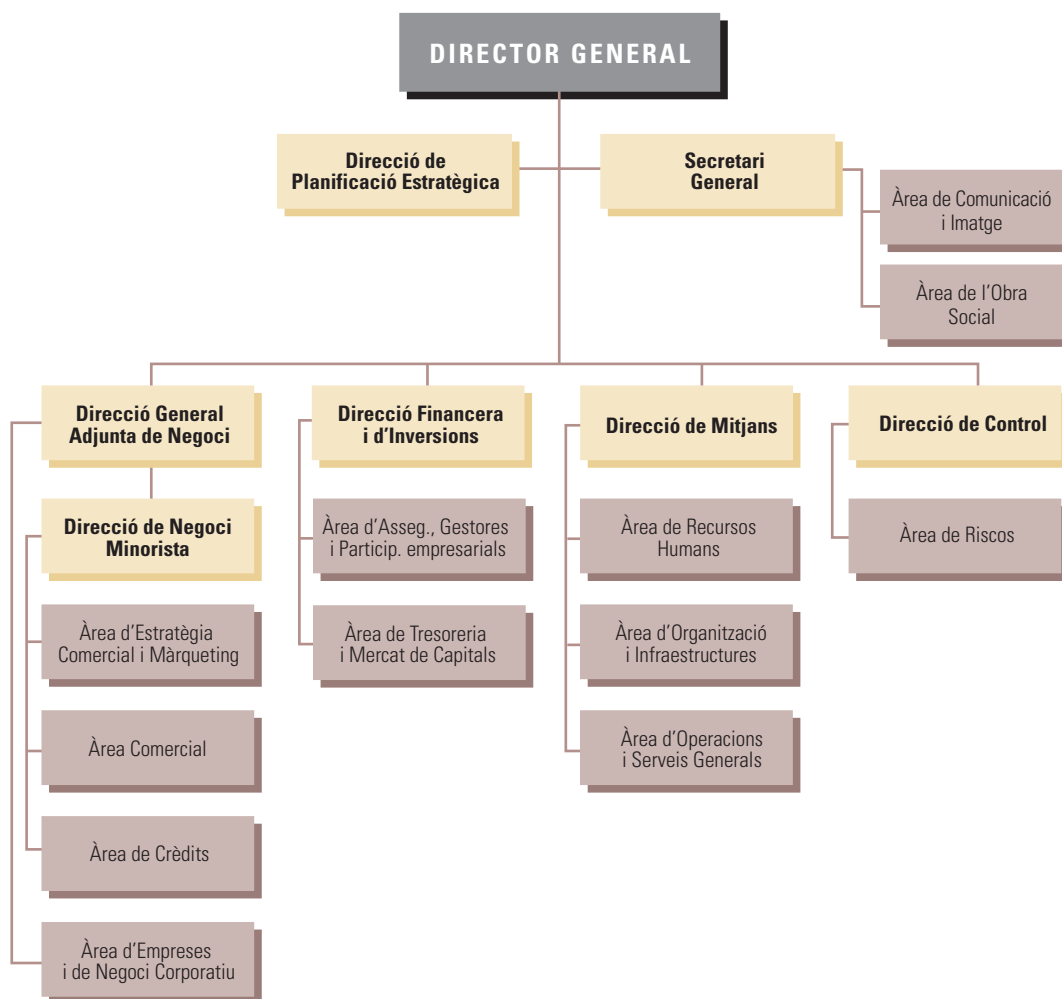 DIRECTOR GENERAL
Direcció de
Planificació Estratègica
Secretari
General
Àrea de Comunicació
i Imatge
Àrea de l'Obra
Social
Direcció General
Adjunta de Negoci
Direcció de Negoci
Minorista
Àrea d'Estratègia
Comercial i Màrqueting
Àrea Comercial
Àrea de Crèdits
Àrea d'Empreses
i de Negoci Corporatiu
Direcció Financera
i d'Inversions
Àrea d'Asseg., Gestores
i Particip. empresarials
Àrea de Tresoreria
i Mercat de Capitals
Direcció de Mitjans
Àrea de Recursos
Humans
Àrea d'Organització
i Infraestructures
Àrea d'Operacions
i Serveis Generals
Direcció de Control
Àrea de Riscos